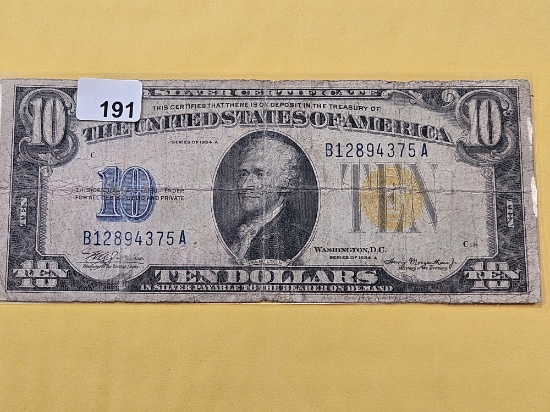 191
SILVER CERTIFICATE
10
10
THIS CERTIFIES THAT THERE IS ON DEPOSIT IN THE TREASURY OF
THE UNITED STATES OF AMERICA
SERIES OF 1934 A
B12894375A
C
10
TEN
TEN
TEN
B12894375A
WASHINGTON, D.C.
SERIES OF 1934 A
TEN
TEN DOLLARS
TEN
IN SILVER PAYABLE TO THE BEARER ON DEMAND